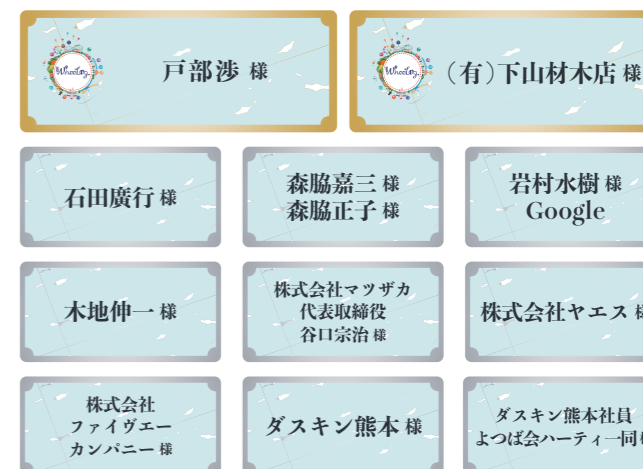 Wheeling
戸部渉 様
Wheeling
(有)下山材木店 様
石田廣行 様
森脇嘉三 様
森脇正子 様
岩村水樹 様
Google
木地伸一 様
株式会社マツザカ
代表取締役
谷口宗治 様
株式会社ヤエス 様
株式会社
ファイヴエー
カンパニー 様
ダスキン熊本 様
ダスキン熊本社員
よつば会ハーティ一同